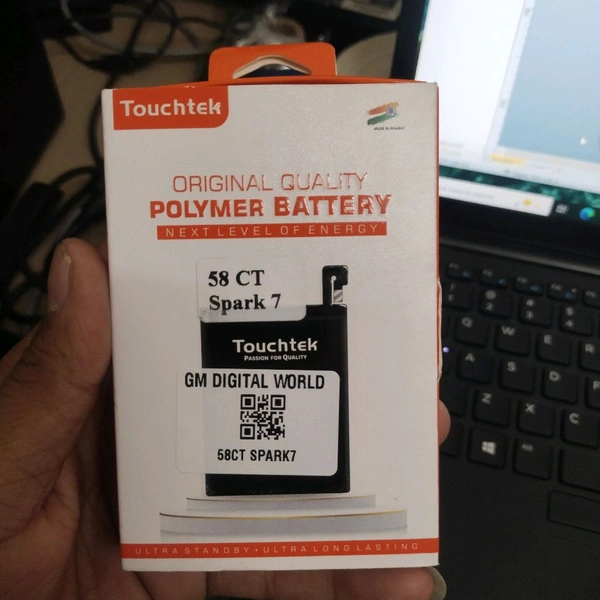 Touchtek
ORIGINAL QUALITY
POLYMER BATTERY
NEXT LEVEL OF ENERGY
58 CT
Spark 7
Touchtek
PASSION FOR QUALITY
GM DIGITAL WORLD
58CT SPARK7
ULTRA STANDBY • ULTRA LONG LASTING
Q W E R
A S D
Z X C